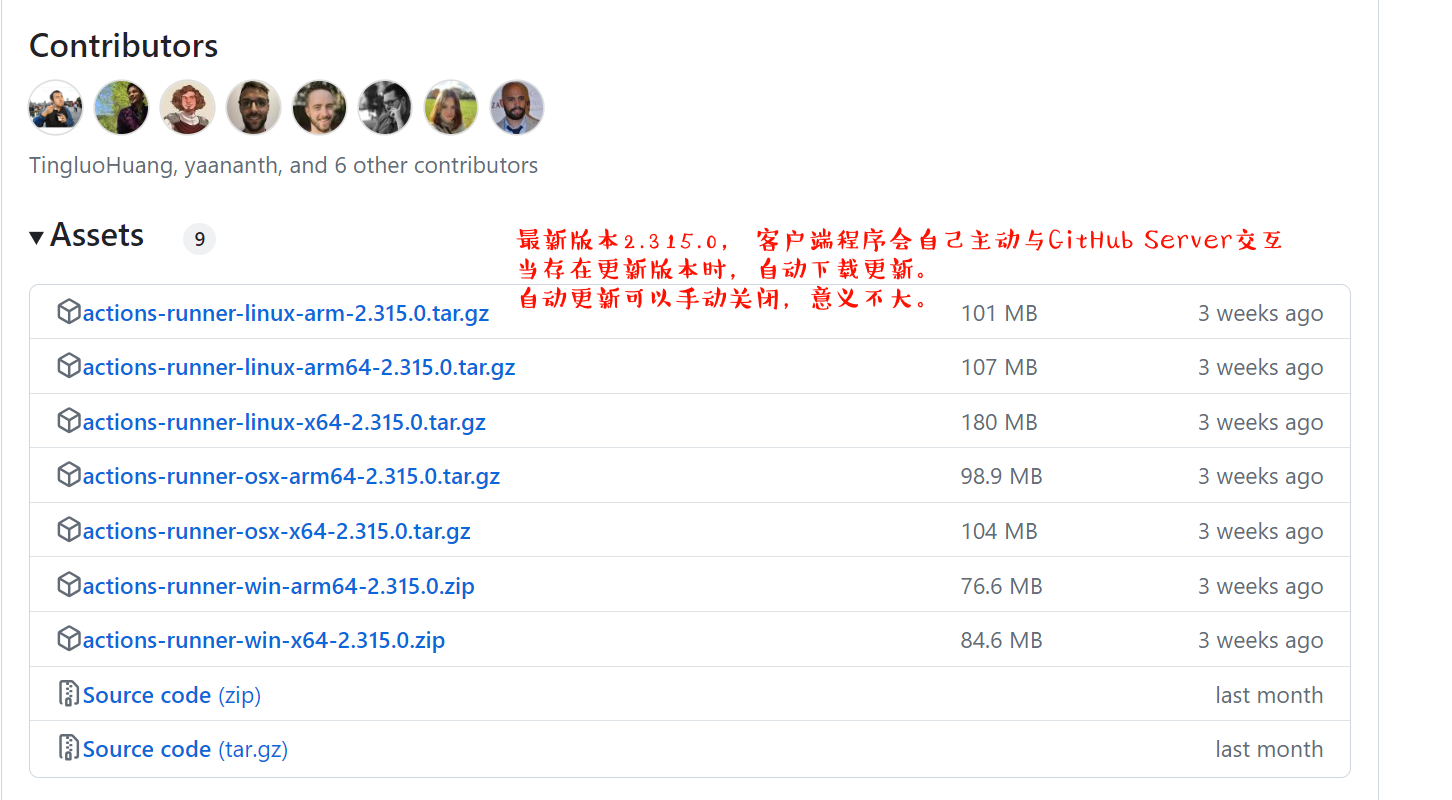 Contributors
TingluoHuang, yaananth, and 6 other contributors
Assets 9
最新版本2.315.0， 客户端程序会自己主动与GitHub Server交互
当存在更新版本时，自动下载更新。
自动更新可以手动关闭，意义不大。
actions-runner-linux-arm-2.315.0.tar.gz 101 MB 3 weeks ago
actions-runner-linux-arm64-2.315.0.tar.gz 107 MB 3 weeks ago
actions-runner-linux-x64-2.315.0.tar.gz 180 MB 3 weeks ago
actions-runner-osx-arm64-2.315.0.tar.gz 98.9 MB 3 weeks ago
actions-runner-osx-x64-2.315.0.tar.gz 104 MB 3 weeks ago
actions-runner-win-arm64-2.315.0.zip 76.6 MB 3 weeks ago
actions-runner-win-x64-2.315.0.zip 84.6 MB 3 weeks ago
Source code (zip) last month
Source code (tar.gz) last month